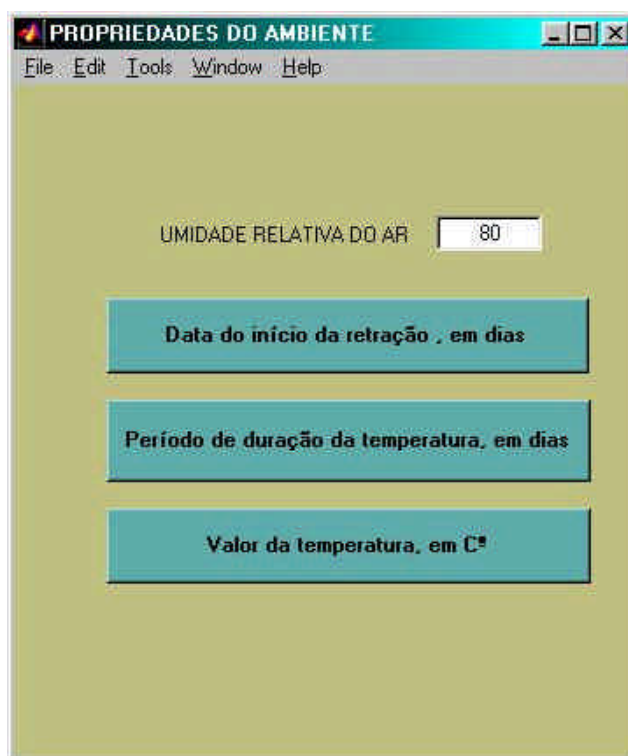 PROPRIEDADES DO AMBIENTE
File Edit Tools Window Help
UMIDADE RELATIVA DO AR 80
Data do início da retração , em dias
Período de duração da temperatura, em dias
Valor da temperatura, em Cº